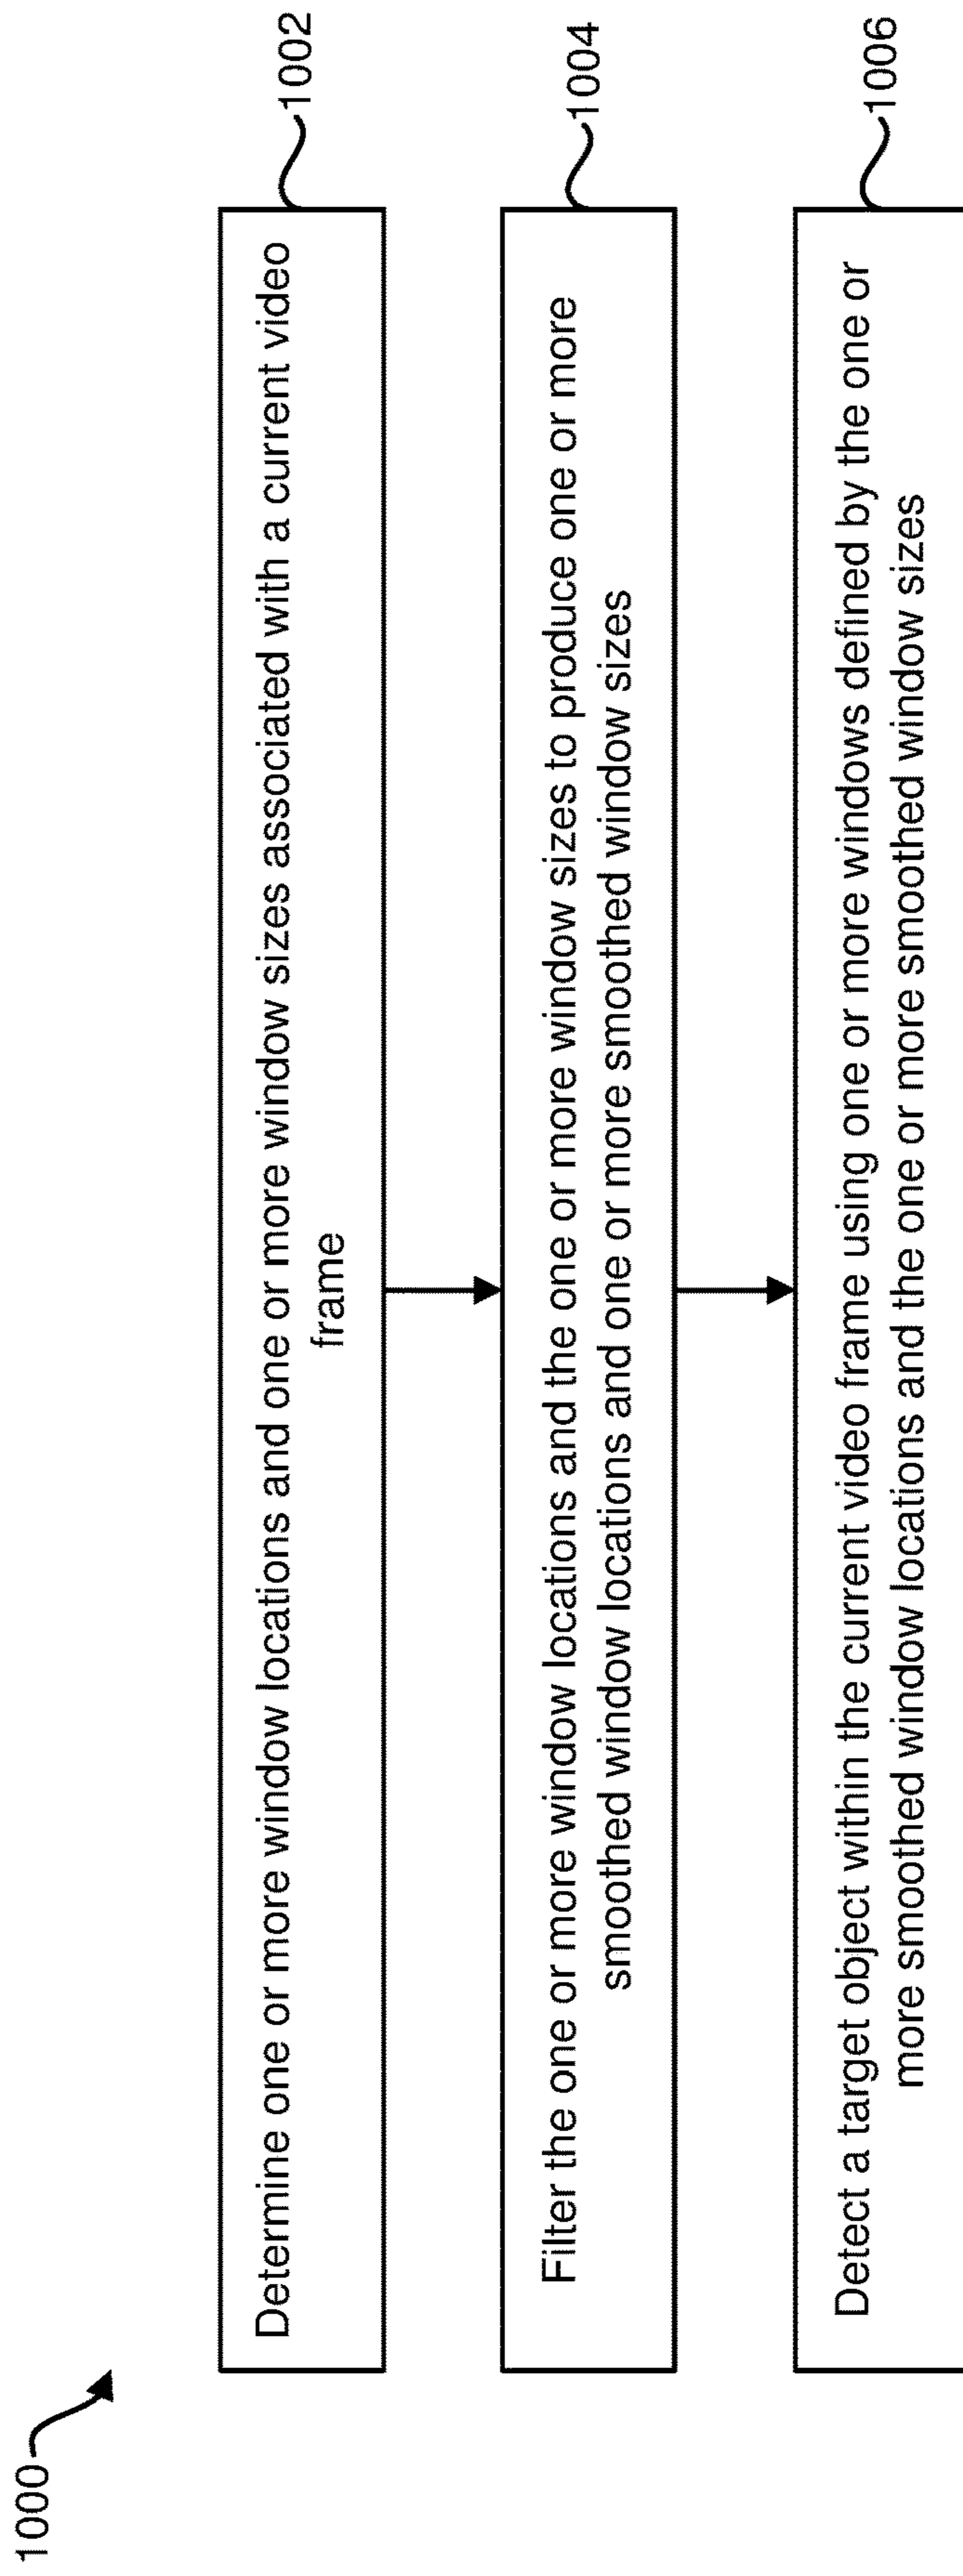 1000
Determine one or more window locations and one or more window sizes associated with a current video
frame
1002
Filter the one or more window locations and the one or more window sizes to produce one or more
smoothed window locations and one or more smoothed window sizes
1004
Detect a target object within the current video frame using one or more windows defined by the one or
more smoothed window locations and the one or more smoothed window sizes
1006